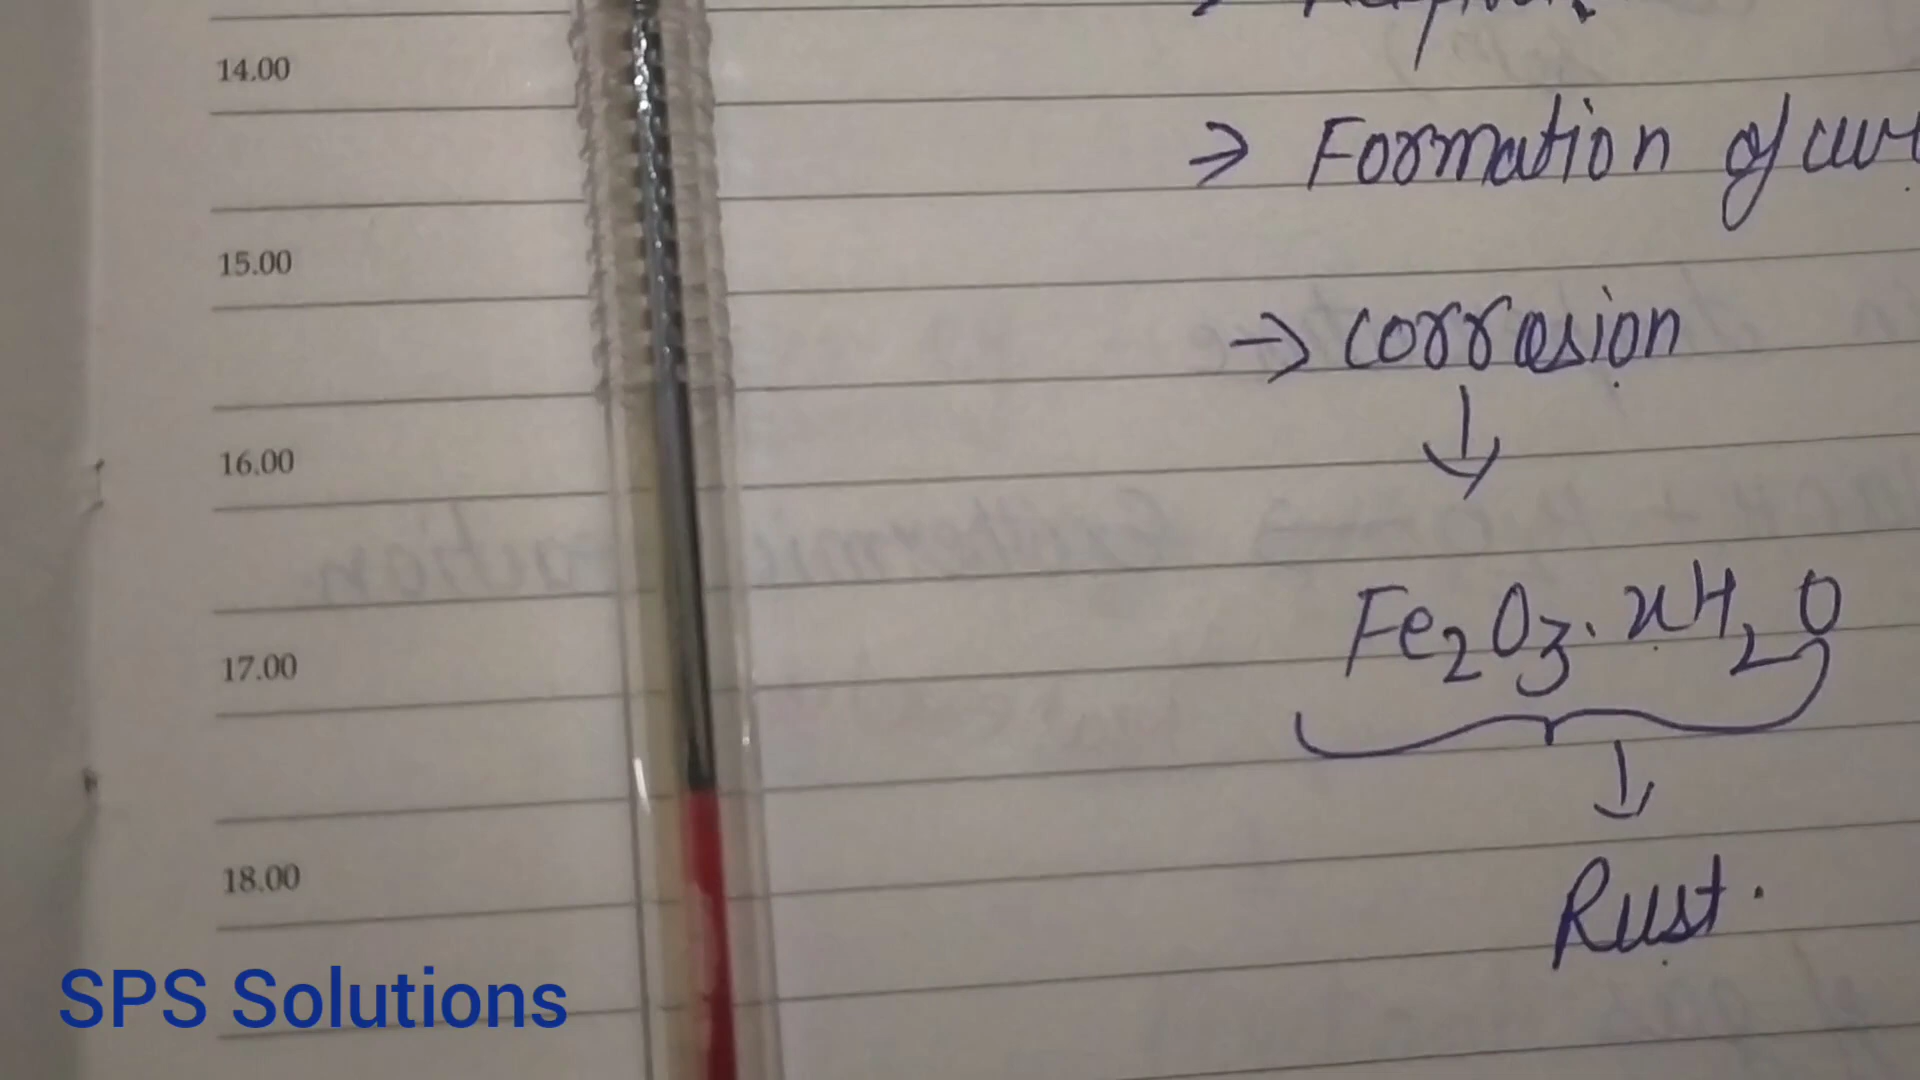 14.00
→ Formation of
15.00
→ Corrosion
↓
16.00
Fe₂O₃. xH₂O
17.00
↓
18.00
Rust.
SPS Solutions